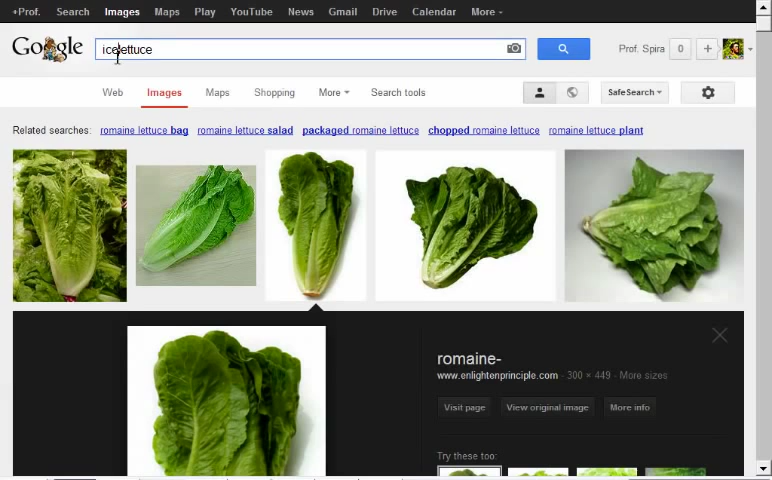 +Prof. Search Images Maps Play YouTube News Gmail Drive Calendar More -
Google icelettuce Prof. Spira 0 +
Web Images Maps Shopping More Search tools SafeSearch
Related searches: romaine lettuce bag romaine lettuce salad packaged romaine lettuce chopped romaine lettuce romaine lettuce plant
romaine-
www.enlightenprinciple.com - 300 × 449 - More sizes
Visit page View original image More info
Try these too: